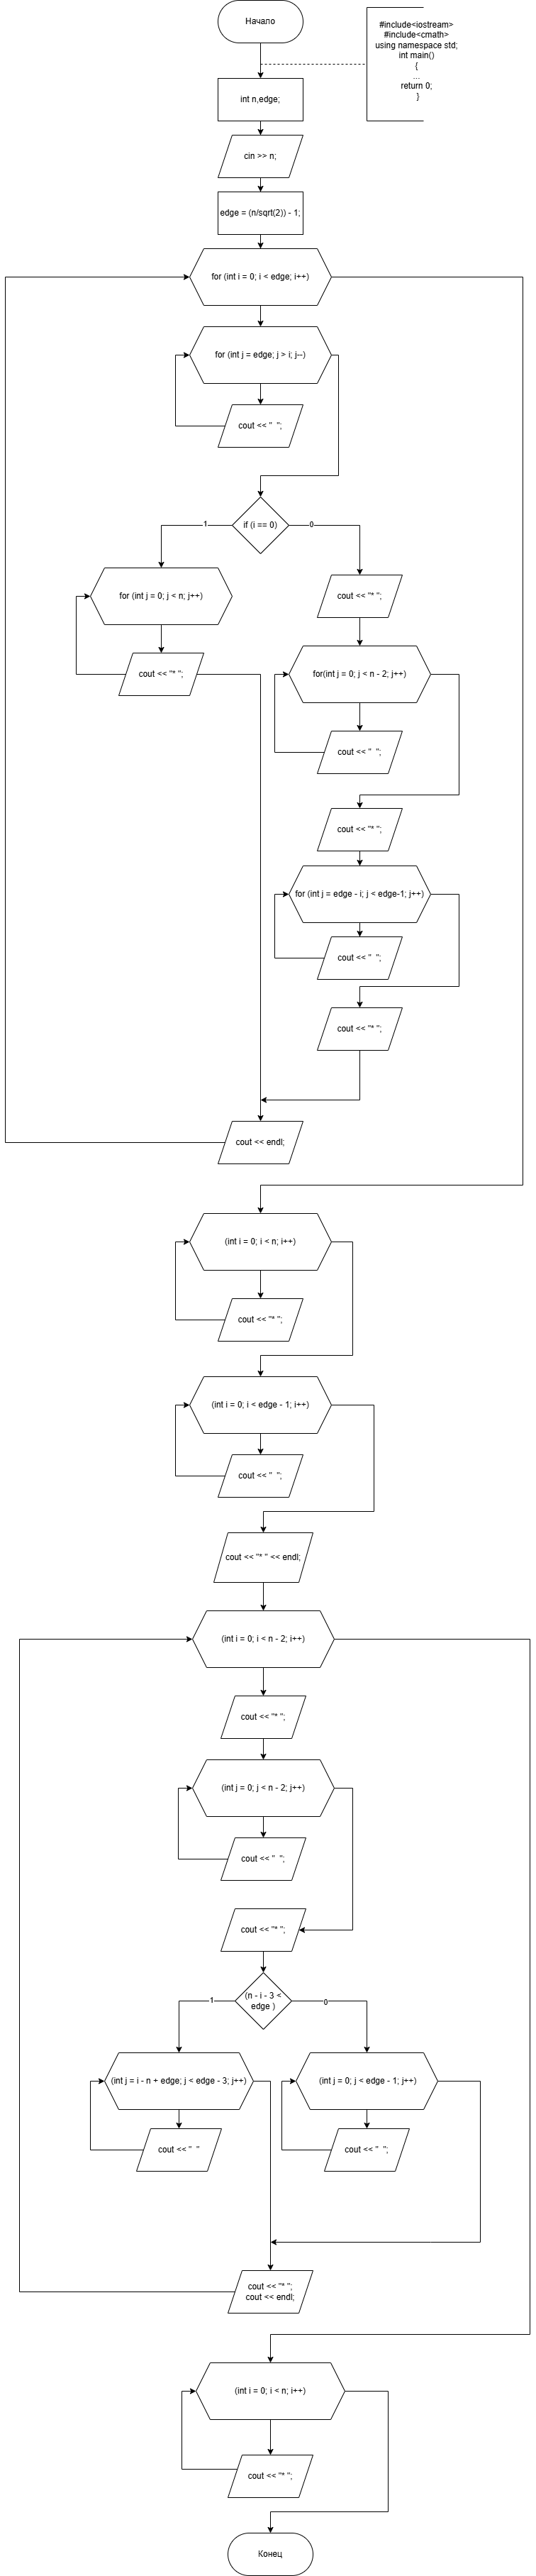 Начало
#include<iostream>
#include<cmath>
using namespace std;
int main()
{
...
return 0;
}
int n,edge;
cin >> n;
edge = (n/sqrt(2)) - 1;
for (int i = 0; i < edge; i++)
for (int j = edge; j > i; j--)
cout << "  ";
if (i == 0)
1
0
for (int j = 0; j < n; j++)
cout << "* ";
cout << "* ";
for(int j = 0; j < n - 2; j++)
cout << "  ";
cout << "* ";
for (int j = edge - i; j < edge-1; j++)
cout << "  ";
cout << "* ";
cout << endl;
(int i = 0; i < n; i++)
cout << "* ";
(int i = 0; i < edge - 1; i++)
cout << "  ";
cout << "* " << endl;
(int i = 0; i < n - 2; i++)
cout << "* ";
(int j = 0; j < n - 2; j++)
cout << "  ";
cout << "* ";
(n - i - 3 <
edge )
1
0
(int j = i - n + edge; j < edge - 3; j++)
(int j = 0; j < edge - 1; j++)
cout << "  "
cout << "  ";
cout << "* ";
cout << endl;
(int i = 0; i < n; i++)
cout << "* ";
Конец